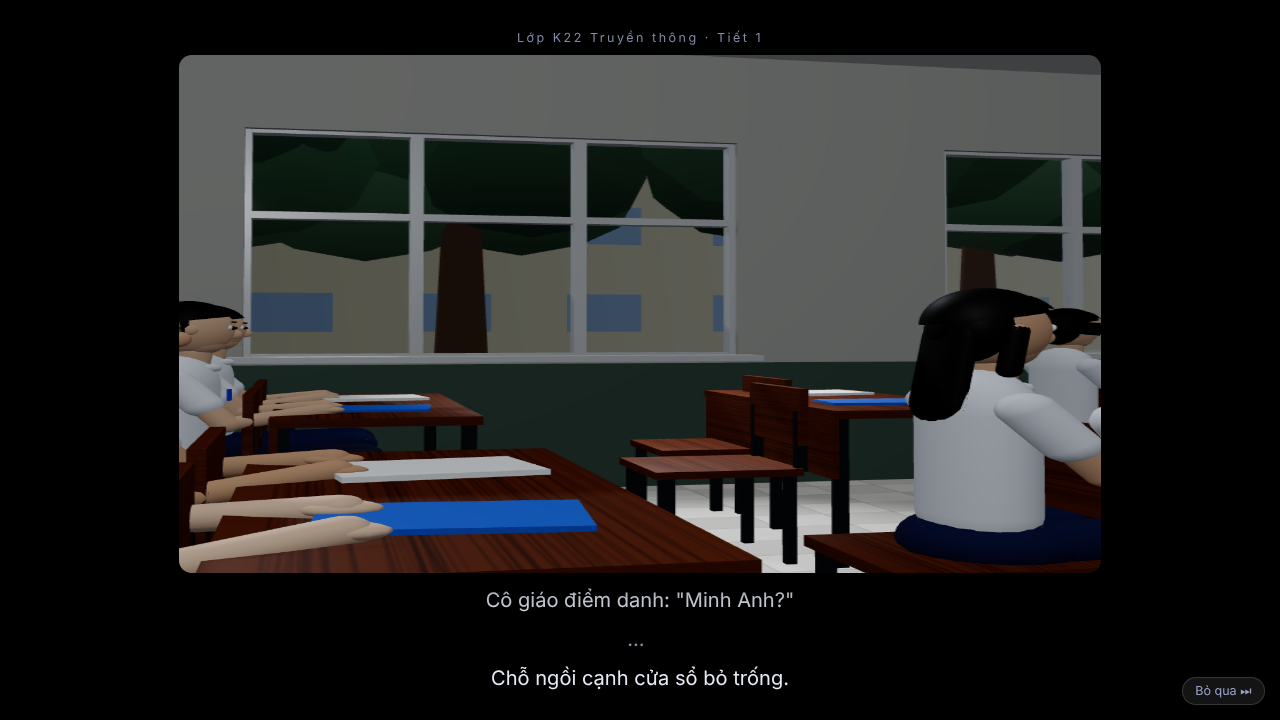 Lớp K22 Truyền thông · Tiết 1
Cô giáo điểm danh: "Minh Anh?"
...
Chỗ ngồi cạnh cửa sổ bỏ trống.
Bỏ qua ⏭